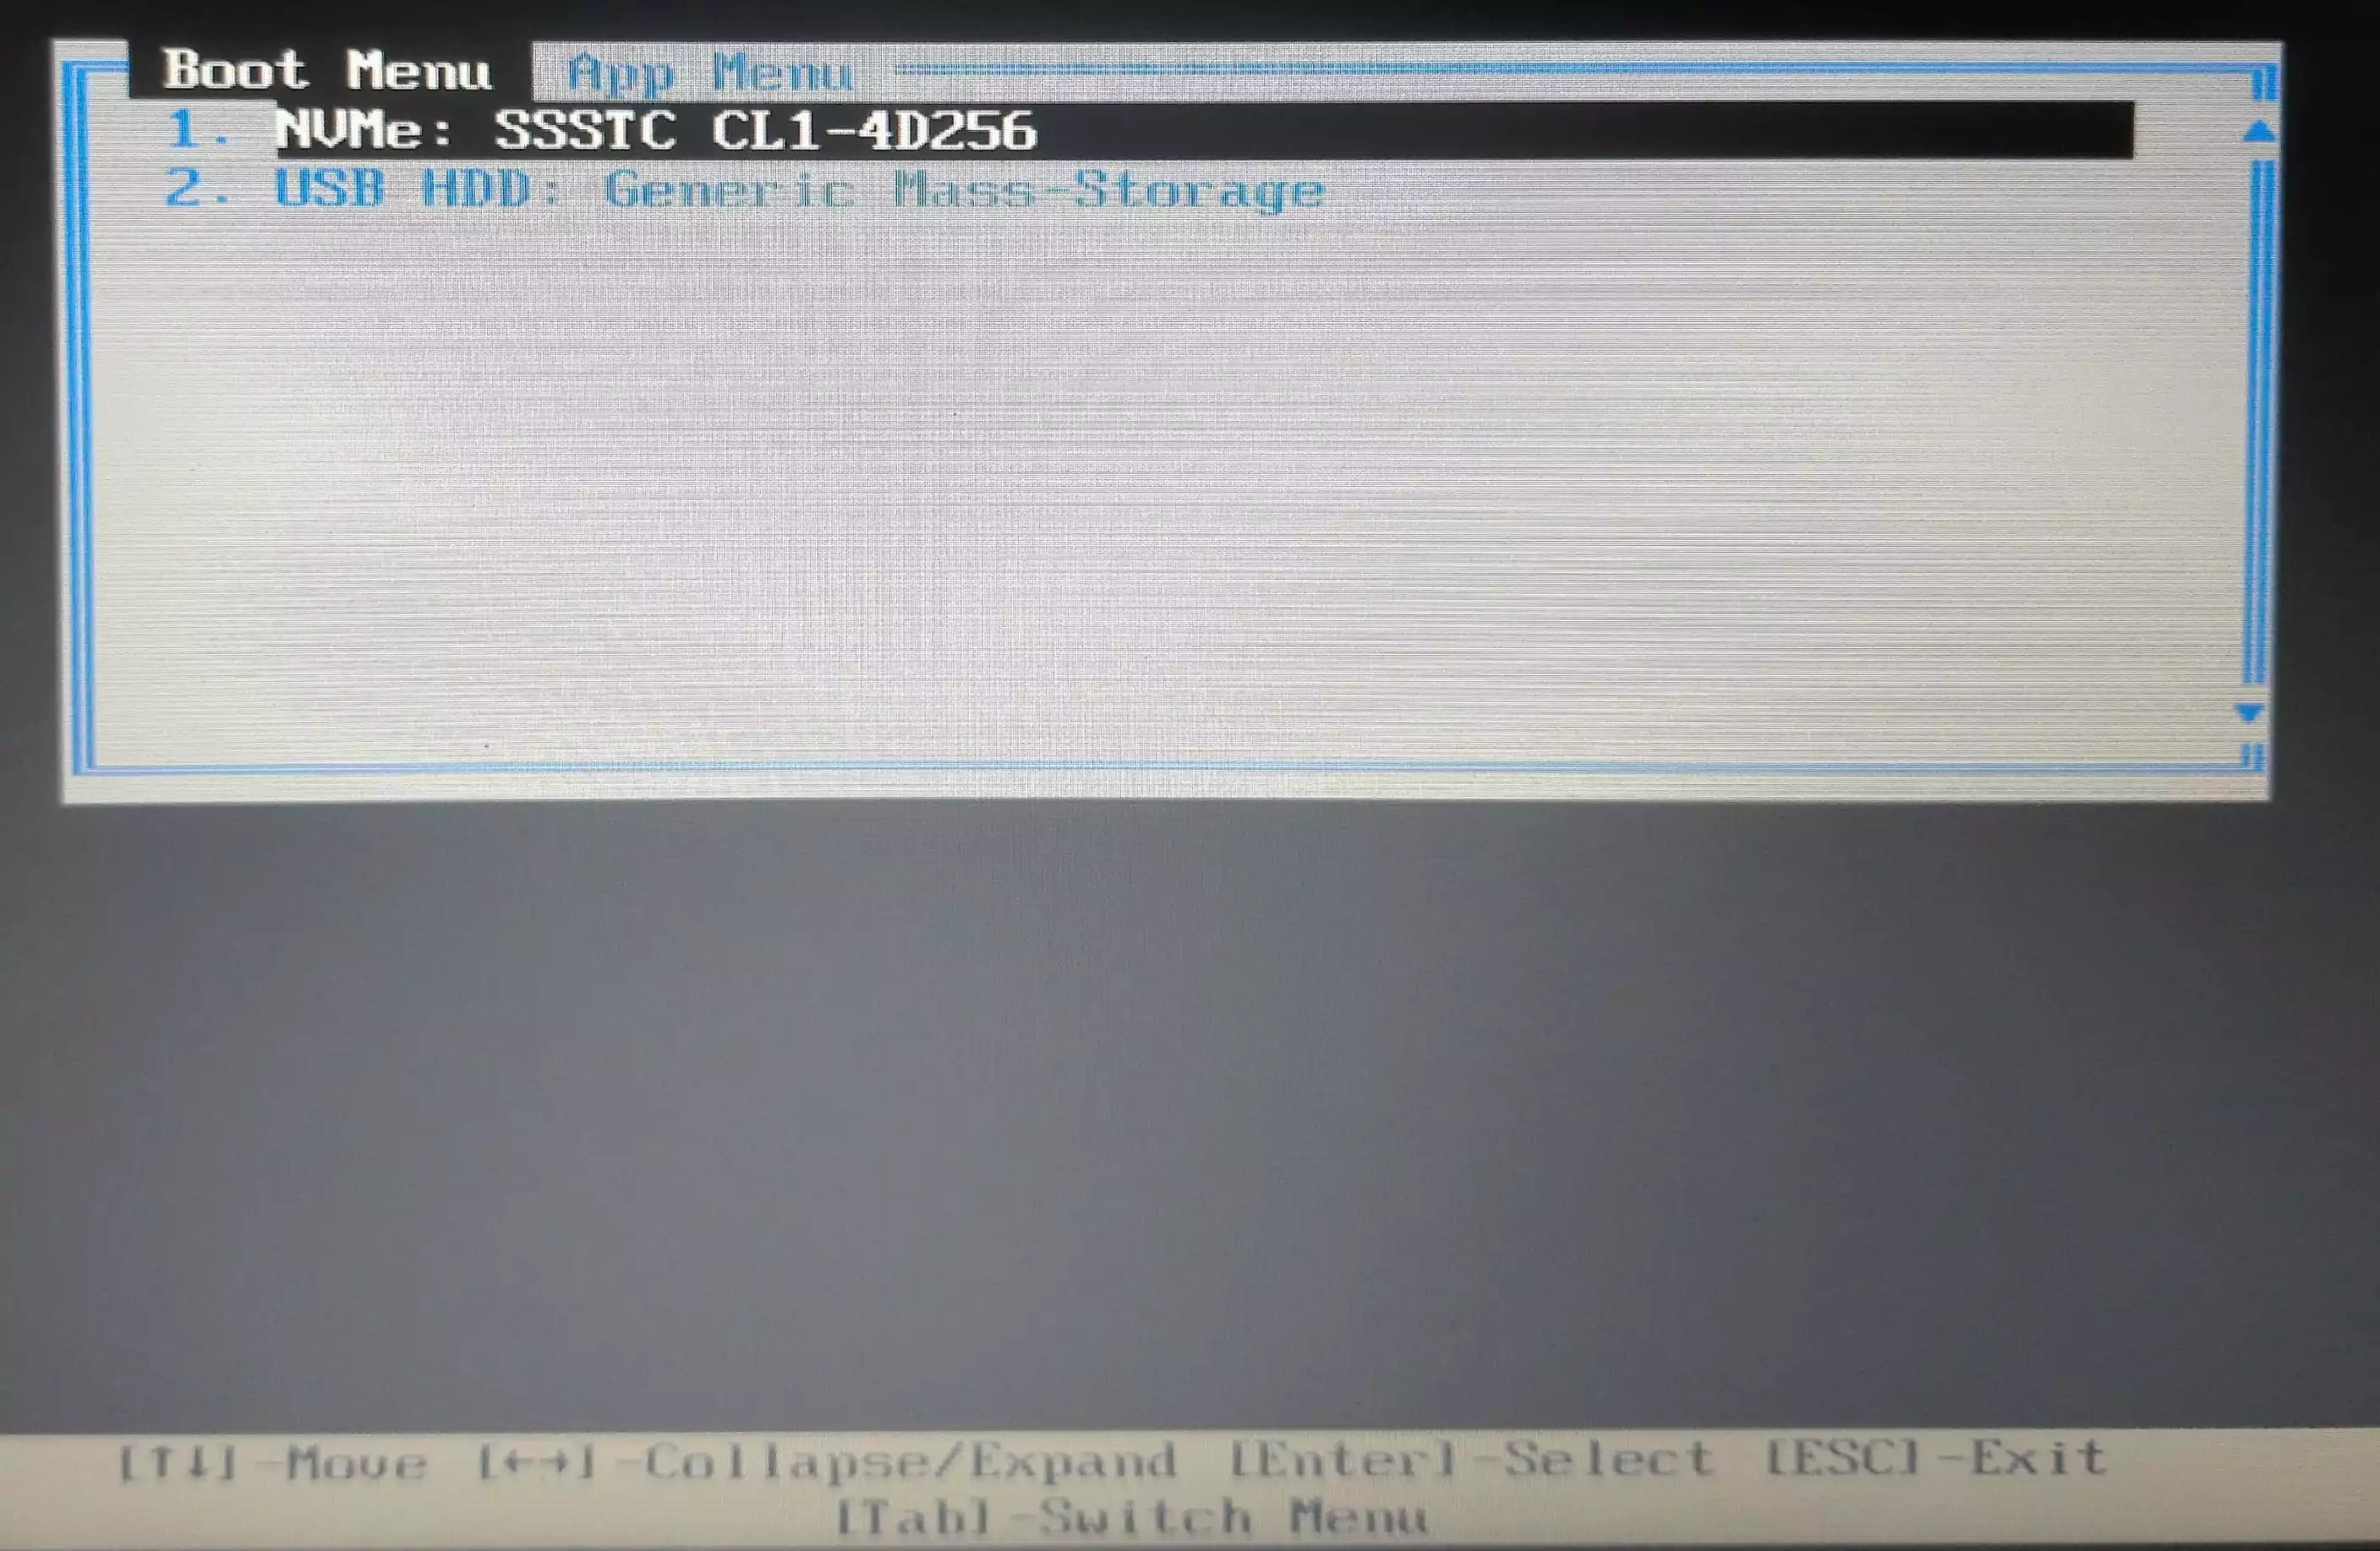 Boot Menu App Menu
1. NVMe: SSSTC CL1-4D256
2. USB HDD: Generic Mass-Storage
[↑↓]-Move [←→]-Collapse/Expand [Enter]-Select [ESC]-Exit
[Tab]-Switch Menu